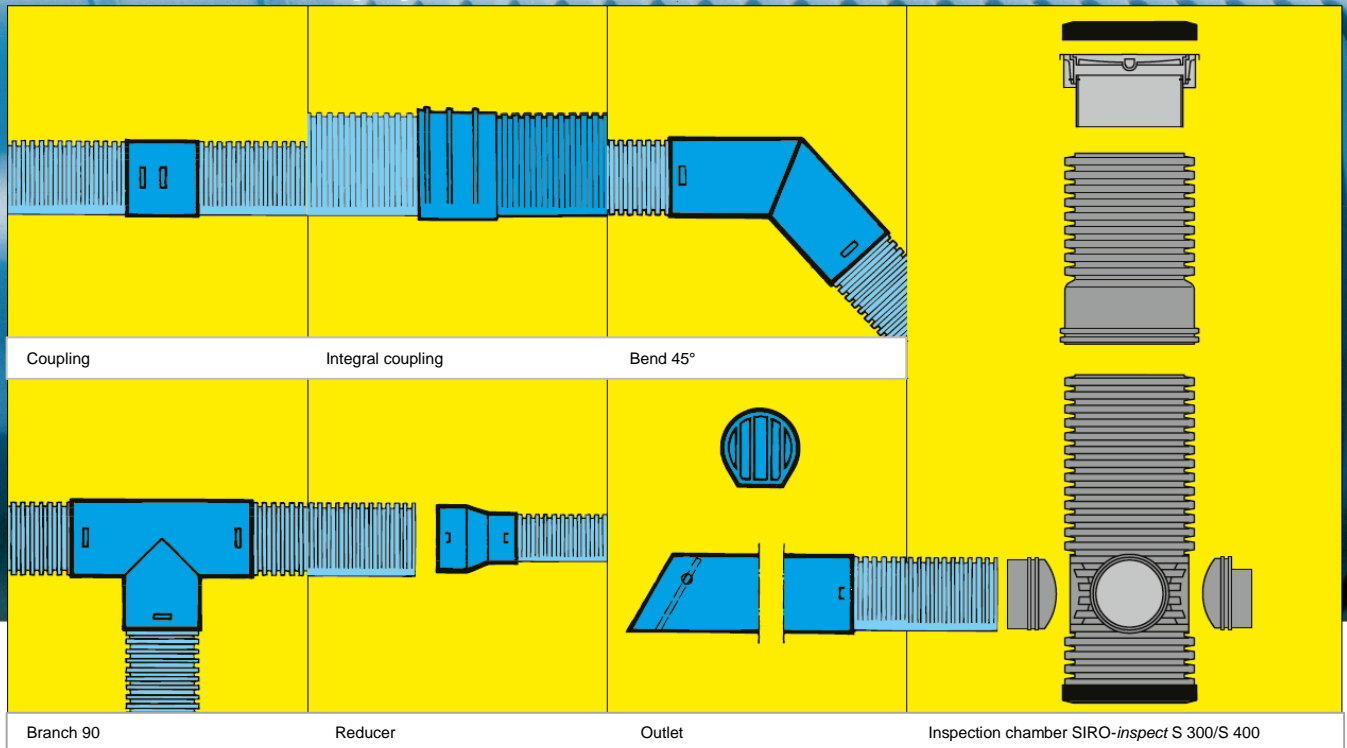 Coupling
Integral coupling
Bend 45°
Branch 90
Reducer
Outlet
Inspection chamber SIRO-inspect S 300/S 400